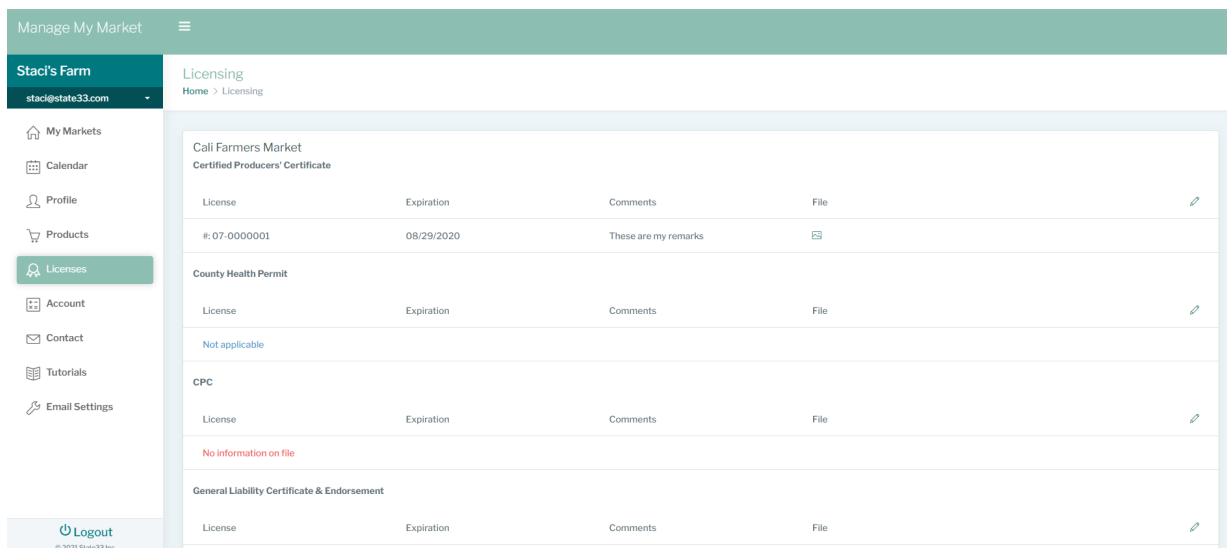 Manage My Market
Staci's Farm
staci@state33.com
My Markets
Calendar
Profile
Products
Licenses
Account
Contact
Tutorials
Email Settings
Logout
© 2021 State33 Inc
Licensing
Home > Licensing
Cali Farmers Market
Certified Producers' Certificate
License Expiration Comments File
#: 07-0000001 08/29/2020 These are my remarks
County Health Permit
License Expiration Comments File
Not applicable
CPC
License Expiration Comments File
No information on file
General Liability Certificate & Endorsement
License Expiration Comments File